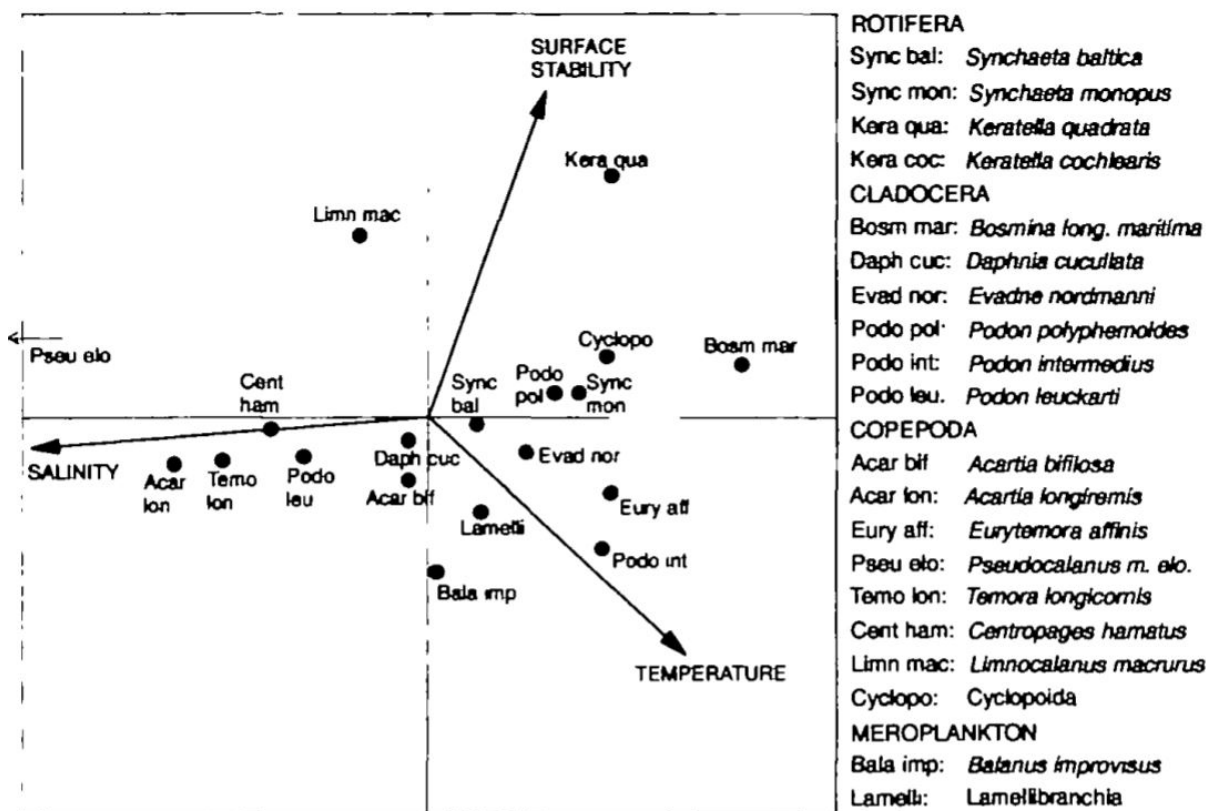 SURFACE
STABILITY
Kera qua
Limn mac
Pseu elo
Cyclopo
Bosm mar
Cent
ham
Sync
bal
Podo
pol
Sync
mon
SALINITY
Acar
lon
Temo
lon
Podo
leu
Daph cuc
Acar bif
Evad nor
Lamelli
Eury aff
Podo int
Bala imp
TEMPERATURE
ROTIFERA
Sync bal: Synchaeta baltica
Sync mon: Synchaeta monopus
Kera qua: Keratella quadrata
Kera coc: Keratella cochlearis
CLADOCERA
Bosm mar: Bosmina long. maritima
Daph cuc: Daphnia cucullata
Evad nor: Evadne nordmanni
Podo pol: Podon polyphemoides
Podo int: Podon intermedius
Podo leu. Podon leuckarti
COPEPODA
Acar bif Acartia bifilosa
Acar lon: Acartia longiremis
Eury aff: Eurytemora affinis
Pseu elo: Pseudocalanus m. elo.
Temo lon: Temora longicornis
Cent ham: Centropages hamatus
Limn mac: Limnocalanus macrurus
Cyclopo: Cyclopoida
MEROPLANKTON
Bala imp: Balanus improvisus
Lamelli: Lamellibranchia